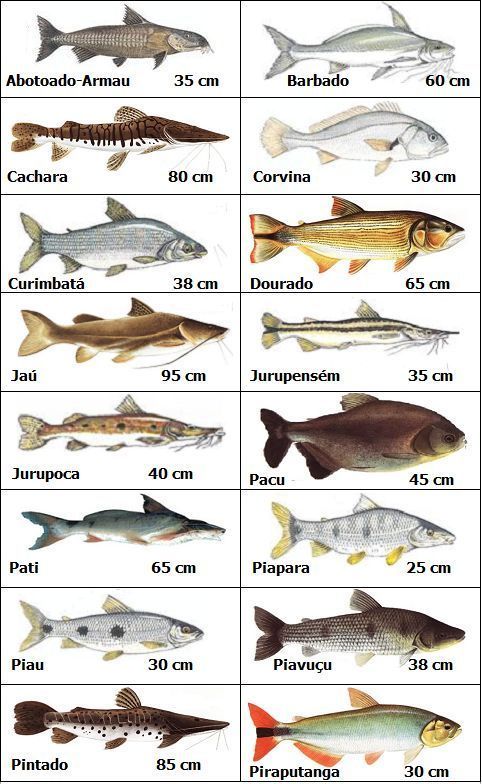 Abotoado-Armau 35 cm
Barbado 60 cm
Cachara 80 cm
Corvina 30 cm
Curimbatá 38 cm
Dourado 65 cm
Jaú 95 cm
Jurupensém 35 cm
Jurupoca 40 cm
Pacu 45 cm
Pati 65 cm
Piapara 25 cm
Piau 30 cm
Piavuçu 38 cm
Pintado 85 cm
Piraputanga 30 cm